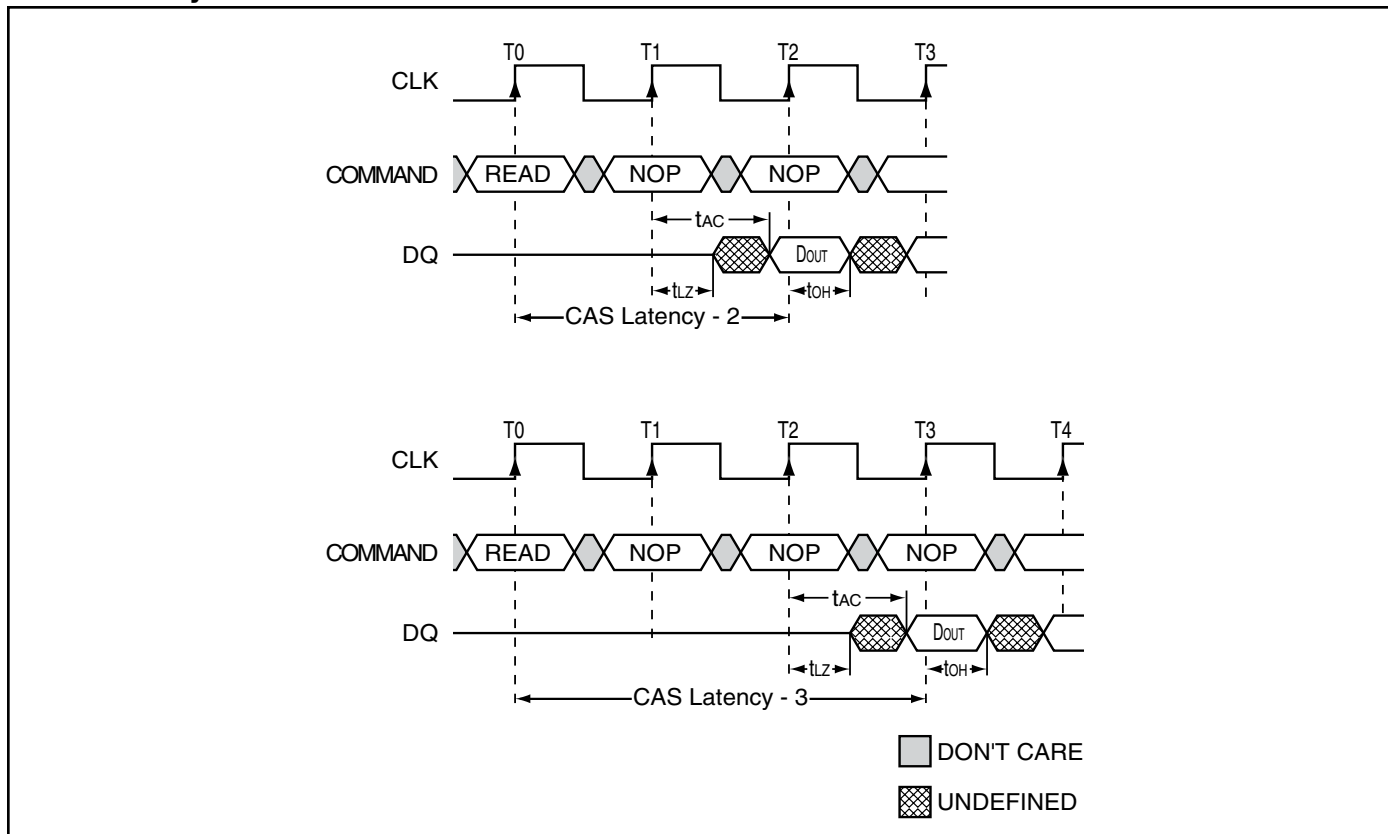 T0 T1 T2 T3
CLK
COMMAND READ NOP NOP
tAC
DQ DOUT
tLZ tOH
CAS Latency - 2
T0 T1 T2 T3 T4
CLK
COMMAND READ NOP NOP NOP
tAC
DQ DOUT
tLZ tOH
CAS Latency - 3
DON'T CARE
UNDEFINED